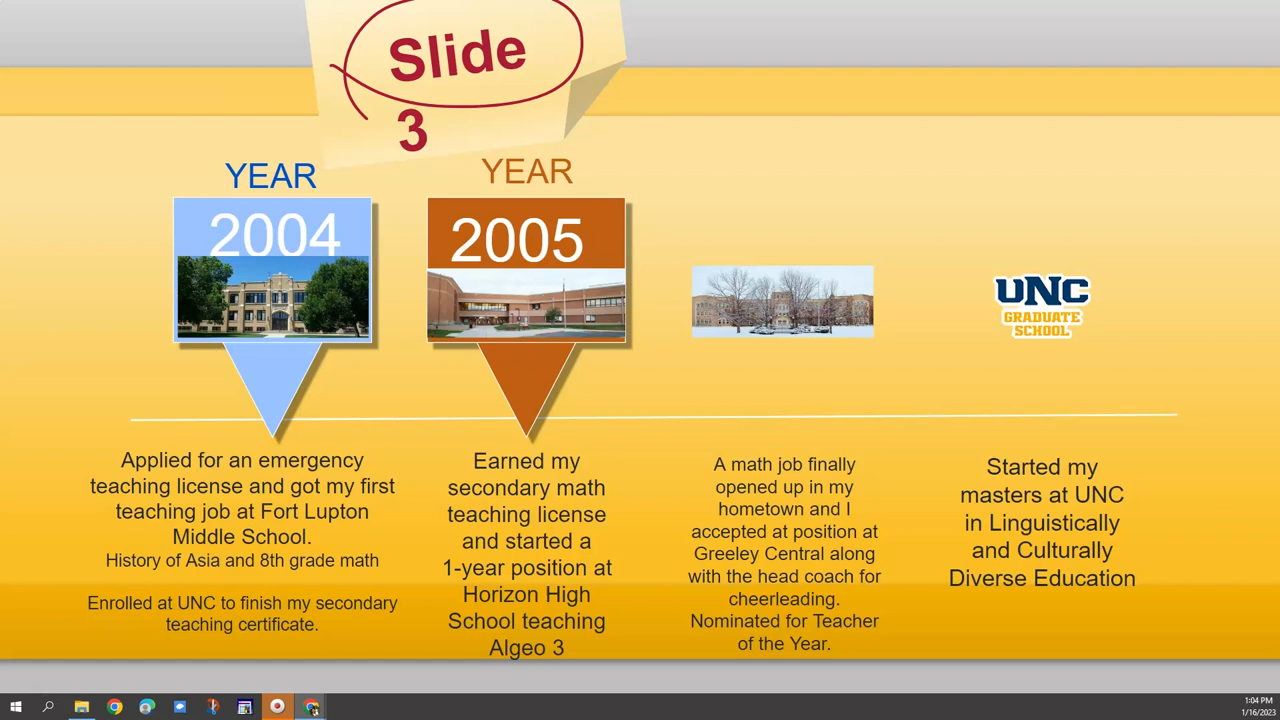 Slide
3
YEAR
2004
YEAR
2005
UNC
GRADUATE
SCHOOL
Applied for an emergency
teaching license and got my first
teaching job at Fort Lupton
Middle School.
History of Asia and 8th grade math
Enrolled at UNC to finish my secondary
teaching certificate.
Earned my
secondary math
teaching license
and started a
1-year position at
Horizon High
School teaching
Algeo 3
A math job finally
opened up in my
hometown and I
accepted at position at
Greeley Central along
with the head coach for
cheerleading.
Nominated for Teacher
of the Year.
Started my
masters at UNC
in Linguistically
and Culturally
Diverse Education
1:04 PM
1/16/2023